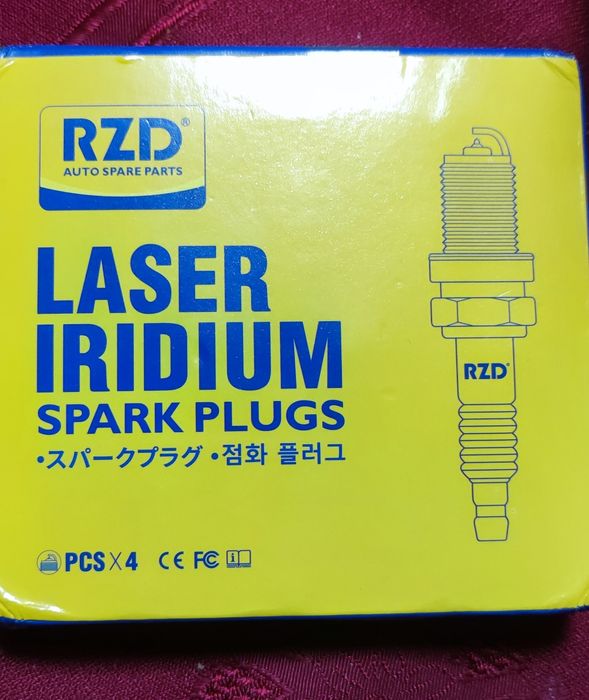 RZD®
AUTO SPARE PARTS
LASER
IRIDIUM
SPARK PLUGS
•スパークプラグ •점화 플러그
RZD®
PCS X 4 CE FC